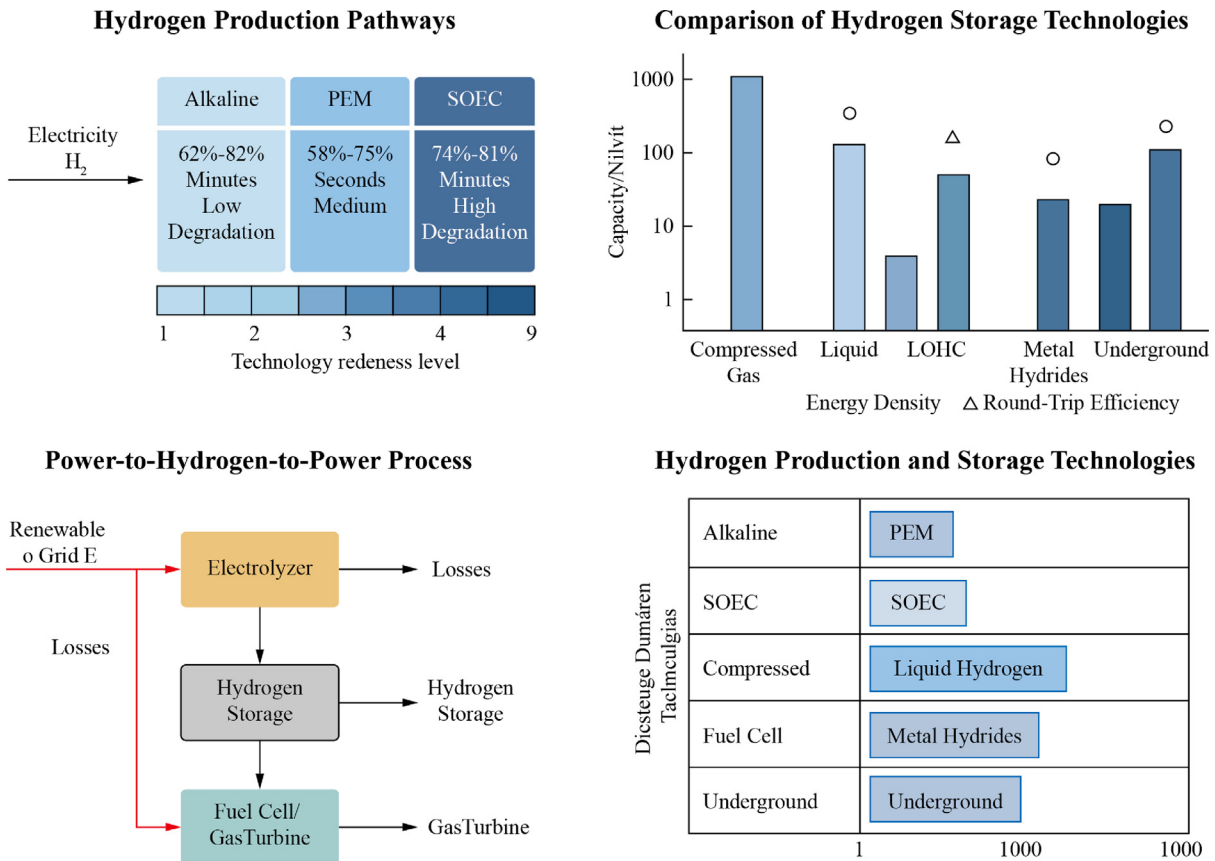 Hydrogen Production Pathways
Electricity
H₂
Alkaline
PEM
SOEC
62%-82%
Minutes
Low
Degradation
58%-75%
Seconds
Medium
74%-81%
Minutes
High
Degradation
1
2
3
4
9
Technology redeness level
Comparison of Hydrogen Storage Technologies
Capacity/Nilvít
1000
100
10
1
Compressed
Gas
Liquid
LOHC
Metal
Hydrides
Underground
Energy Density
△ Round-Trip Efficiency
Power-to-Hydrogen-to-Power Process
Renewable
o Grid E
Losses
Electrolyzer
Losses
Hydrogen
Storage
Hydrogen
Storage
Fuel Cell/
GasTurbine
GasTurbine
Hydrogen Production and Storage Technologies
Dicsteuge Dumáren
Taclmculgias
Alkaline
PEM
SOEC
SOEC
Compressed
Liquid Hydrogen
Fuel Cell
Metal Hydrides
Underground
Underground
1
1000
1000